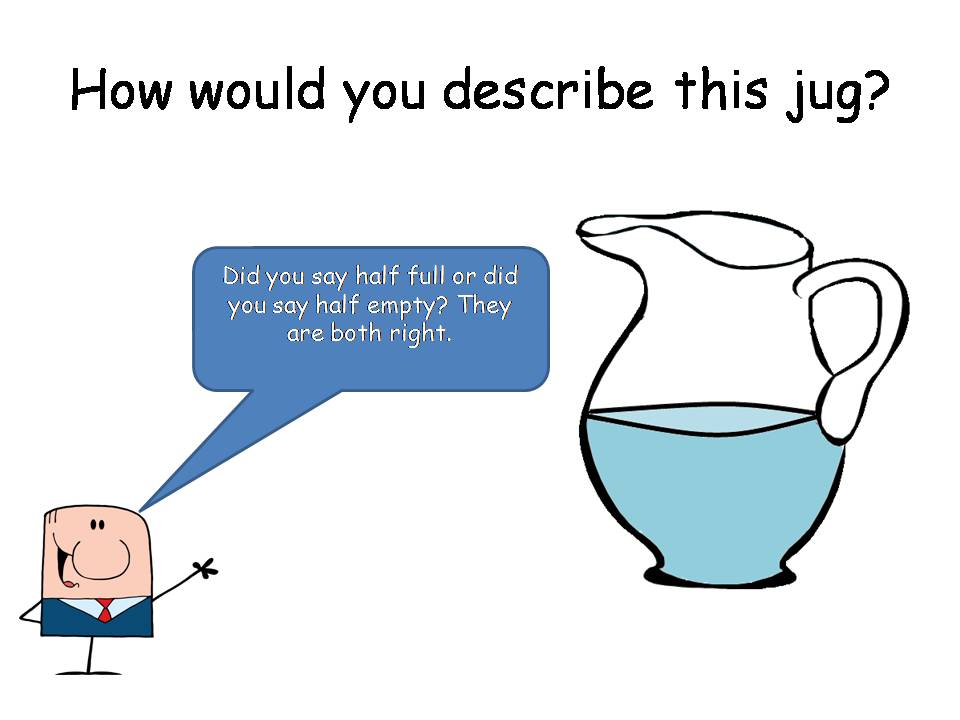 How would you describe this jug?
Did you say half full or did
you say half empty? They
are both right.